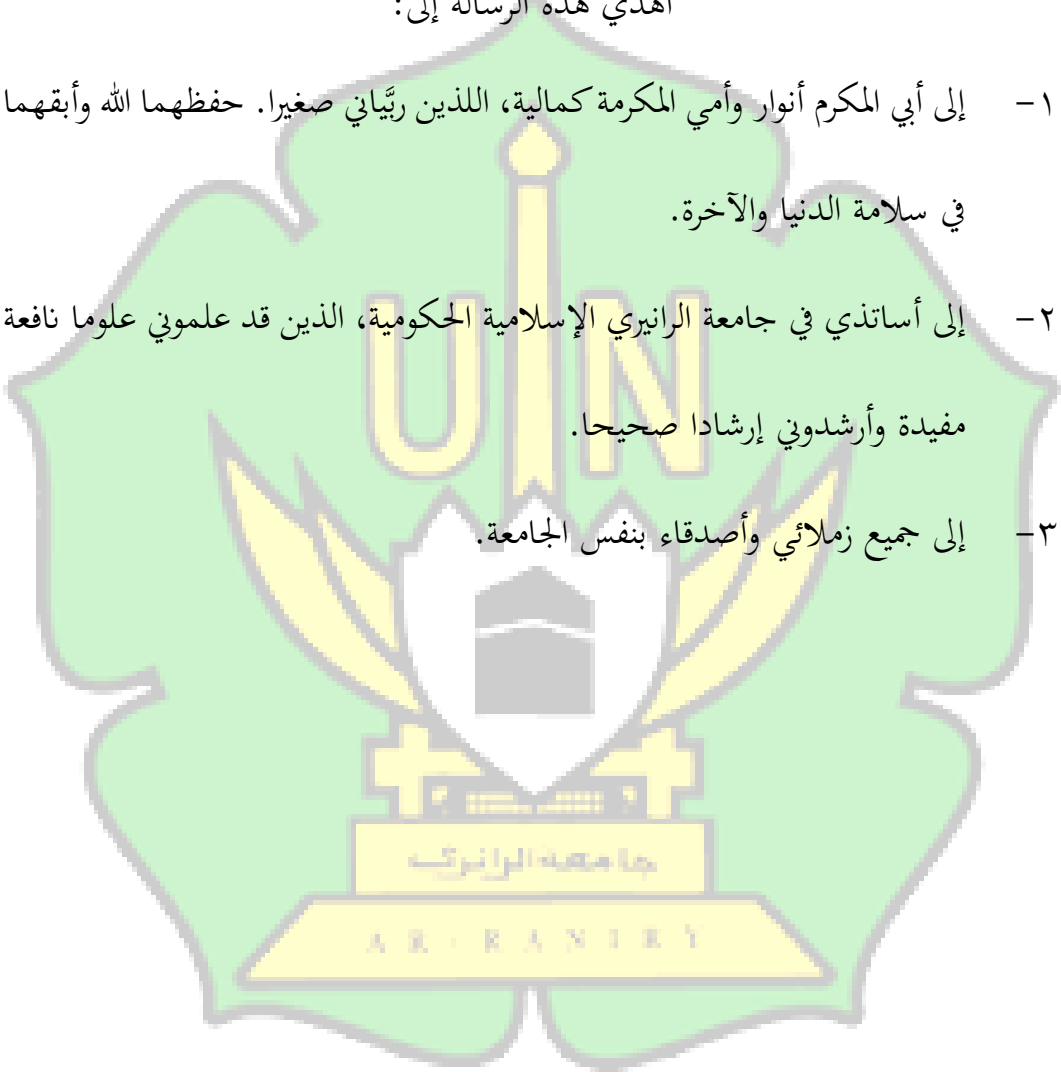 أهدي هذه الرسالة إلى:
١- إلى أبي المكرم أنوار وأمي المكرمة كمالية، اللذين ربَّياني صغيرا. حفظهما الله وأبقهما
في سلامة الدنيا والآخرة.
٢- إلى أساتذي في جامعة الرانيري الإسلامية الحكومية، الذين قد علموني علوما نافعة
مفيدة وأرشدوني إرشادا صحيحا.
٣- إلى جميع زملائي وأصدقاء بنفس الجامعة.
UIN
جامعة الرانري
AR-RANIRY